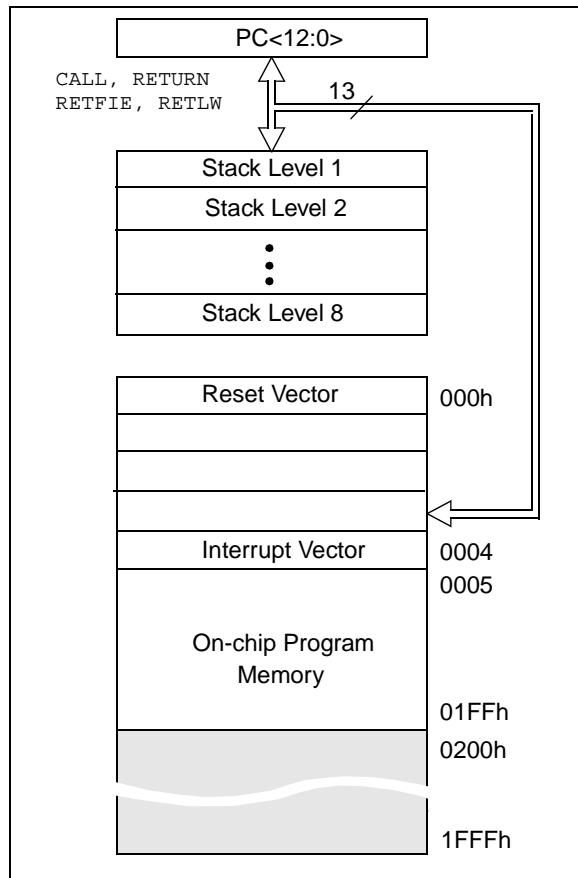 PC<12:0>
CALL, RETURN
RETFIE, RETLW
13
Stack Level 1
Stack Level 2
Stack Level 8
Reset Vector
000h
Interrupt Vector
0004
0005
On-chip Program
Memory
01FFh
0200h
1FFFh